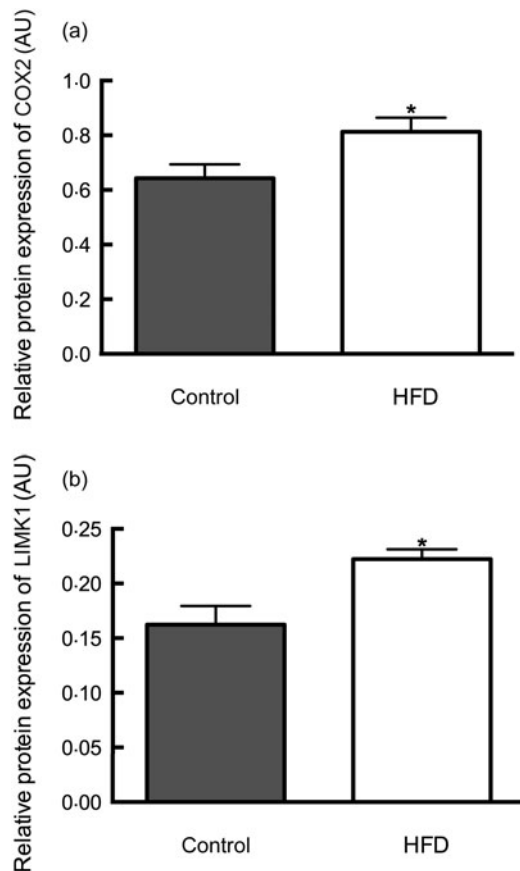 (a)
Relative protein expression of COX2 (AU)
1·0
0·8
0·6
0·4
0·2
0·0
*
Control
HFD
(b)
Relative protein expression of LIMK1 (AU)
0·25
0·20
0·15
0·10
0·05
0·00
*
Control
HFD